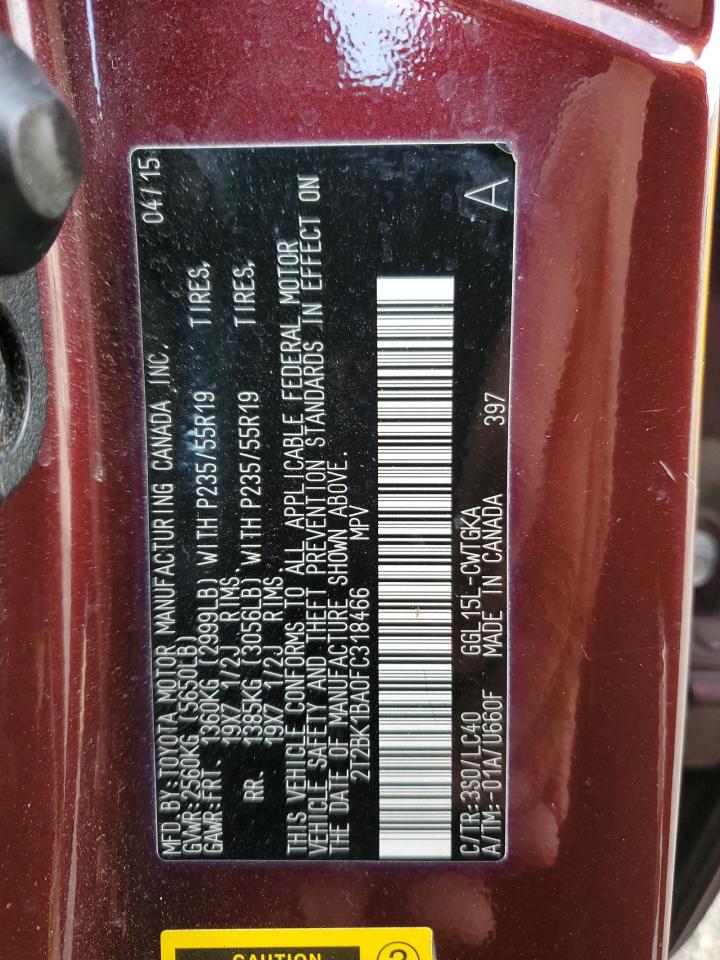 MFD.BY:TOYOTA MOTOR MANUFACTURING CANADA INC. 04/15
GVWR:2560KG (5650LB)
GAWR:FRT. 1360KG (2999LB) WITH P235/55R19 TIRES,
19X7 1/2J RIMS
RR. 1385KG (3056LB) WITH P235/55R19 TIRES,
19X7 1/2J RIMS
THIS VEHICLE CONFORMS TO ALL APPLICABLE FEDERAL MOTOR
VEHICLE SAFETY AND THEFT PREVENTION STANDARDS IN EFFECT ON
THE DATE OF MANUFACTURE SHOWN ABOVE.
2T2BK1BA0FC318466 MPV
C/TR:3S0/LC40 GGL15L-CWTGKA 397 A
A/TM:-01A/U660F MADE IN CANADA
CAUTION